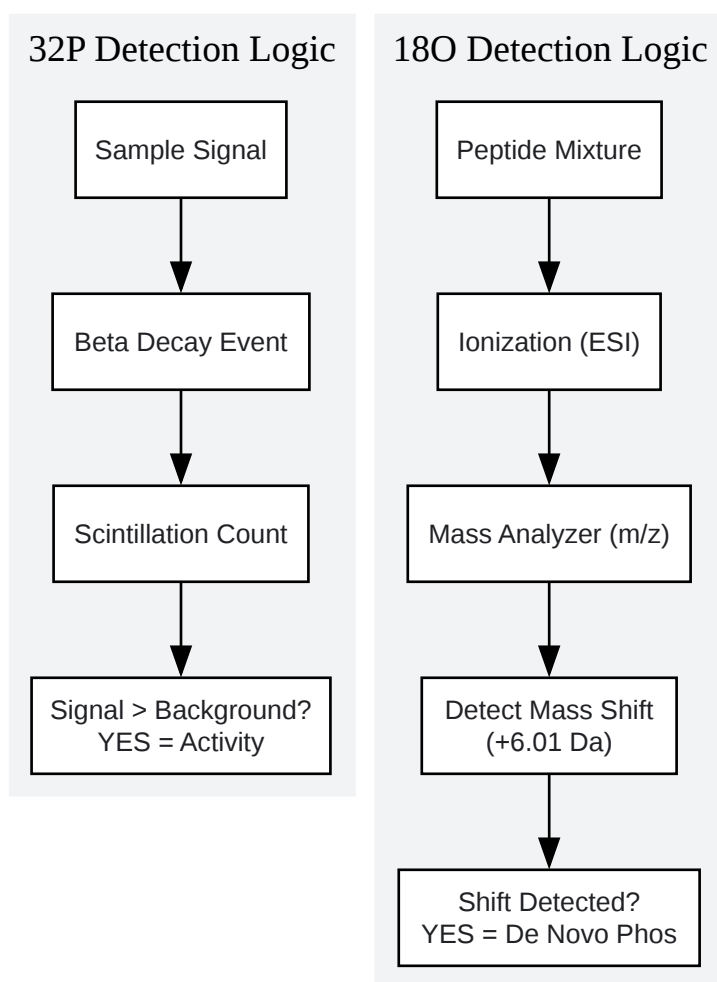 32P Detection Logic
Sample Signal
Beta Decay Event
Scintillation Count
Signal > Background?
YES = Activity
18O Detection Logic
Peptide Mixture
Ionization (ESI)
Mass Analyzer (m/z)
Detect Mass Shift
(+6.01 Da)
Shift Detected?
YES = De Novo Phos